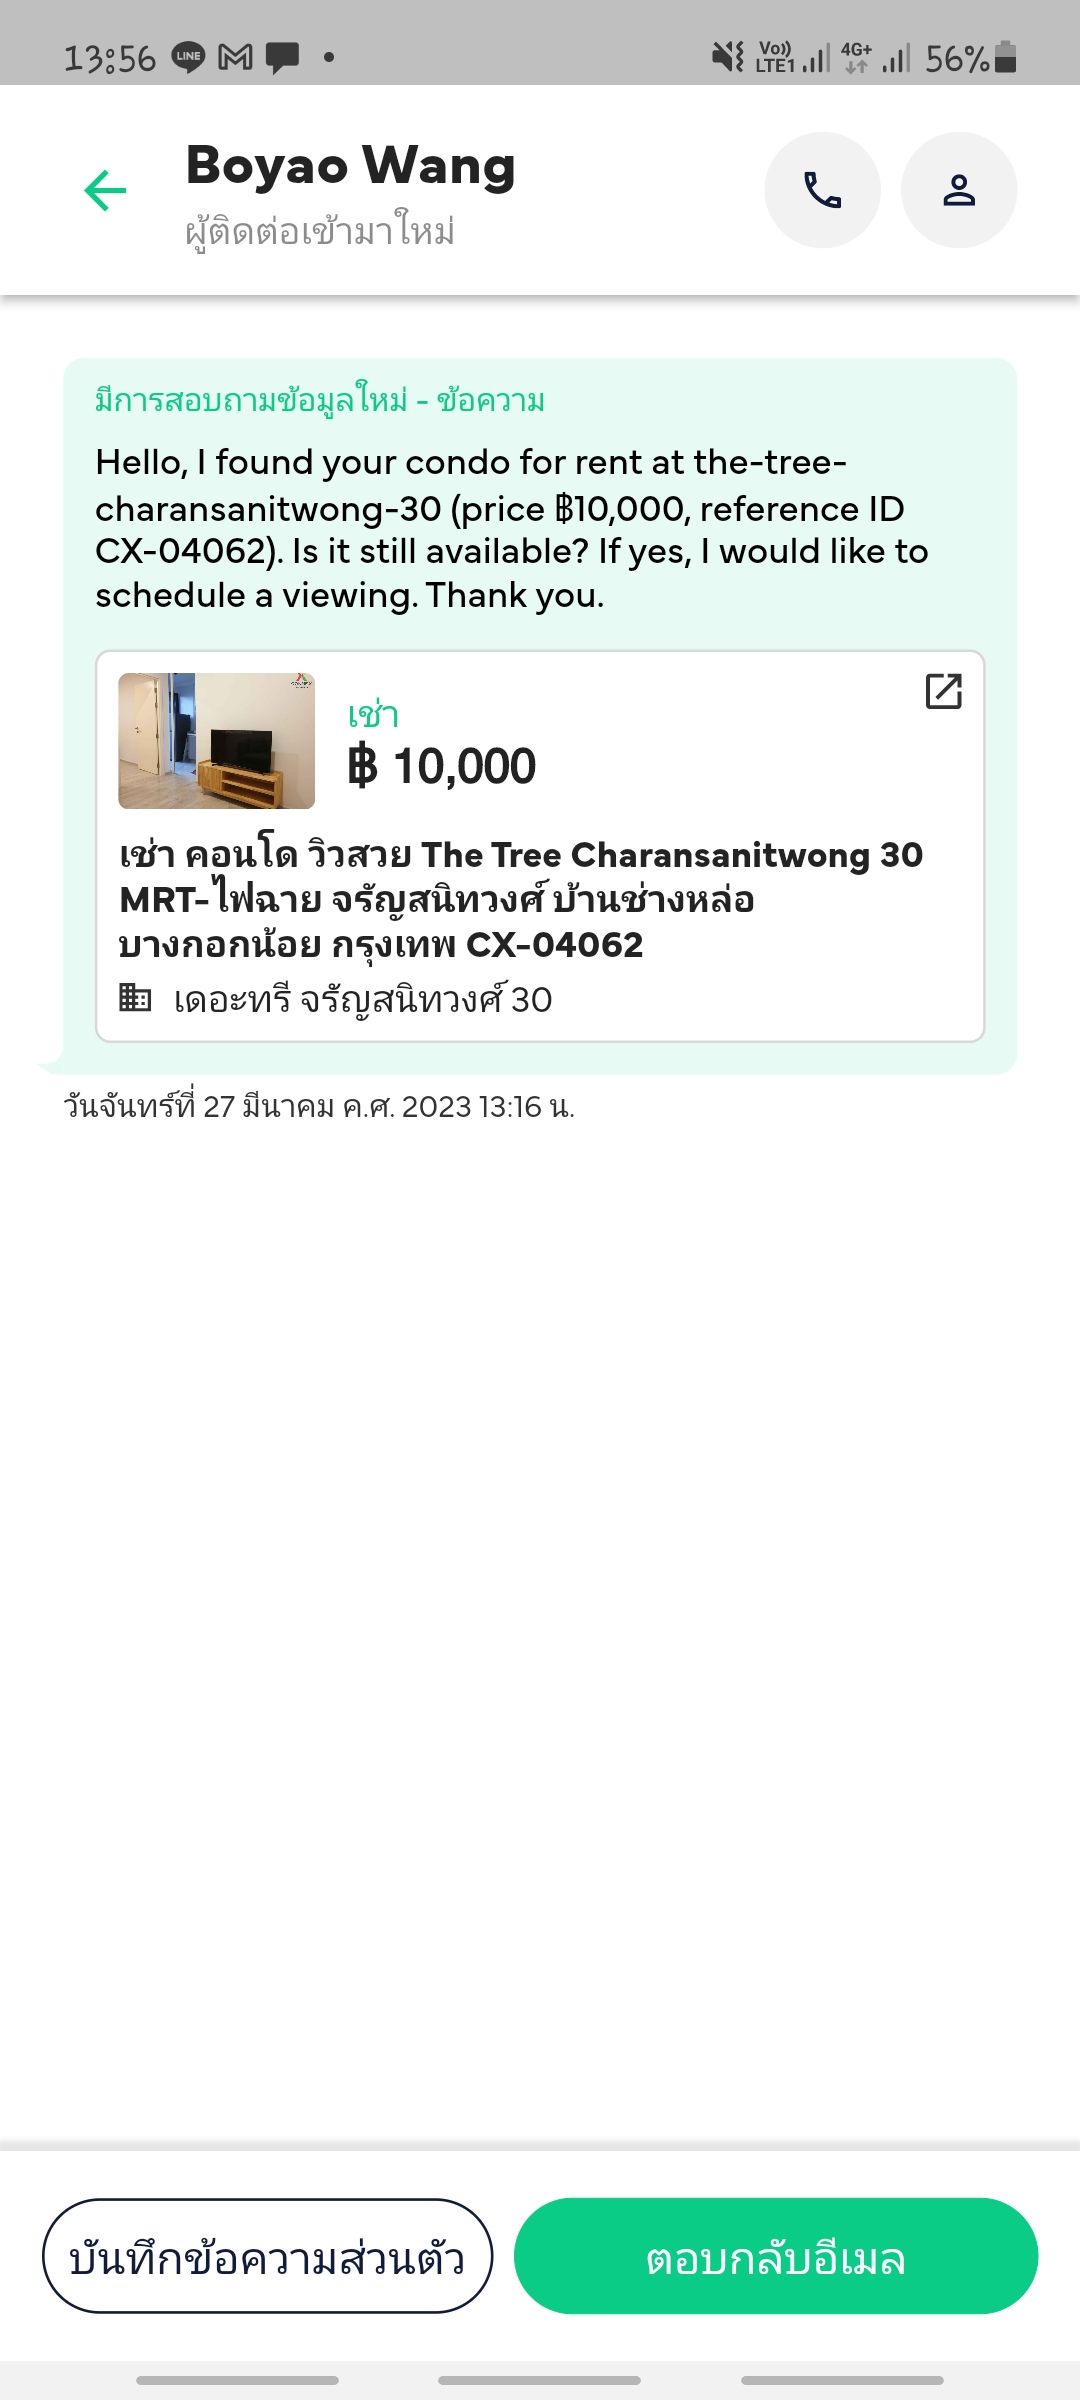 13:56 LINE Vo)) LTE1 4G+ 56%
Boyao Wang
ผู้ติดต่อเข้ามาใหม่
มีการสอบถามข้อมูลใหม่ - ข้อความ
Hello, I found your condo for rent at the-tree-
charansanitwong-30 (price ฿10,000, reference ID
CX-04062). Is it still available? If yes, I would like to
schedule a viewing. Thank you.
เช่า
฿ 10,000
เช่า คอนโด วิวสวย The Tree Charansanitwong 30
MRT-ไฟฉาย จรัญสนิทวงศ์ บ้านช่างหล่อ
บางกอกน้อย กรุงเทพ CX-04062
เดอะทรี จรัญสนิทวงศ์ 30
วันจันทร์ที่ 27 มีนาคม ค.ศ. 2023 13:16 น.
บันทึกข้อความส่วนตัว
ตอบกลับอีเมล